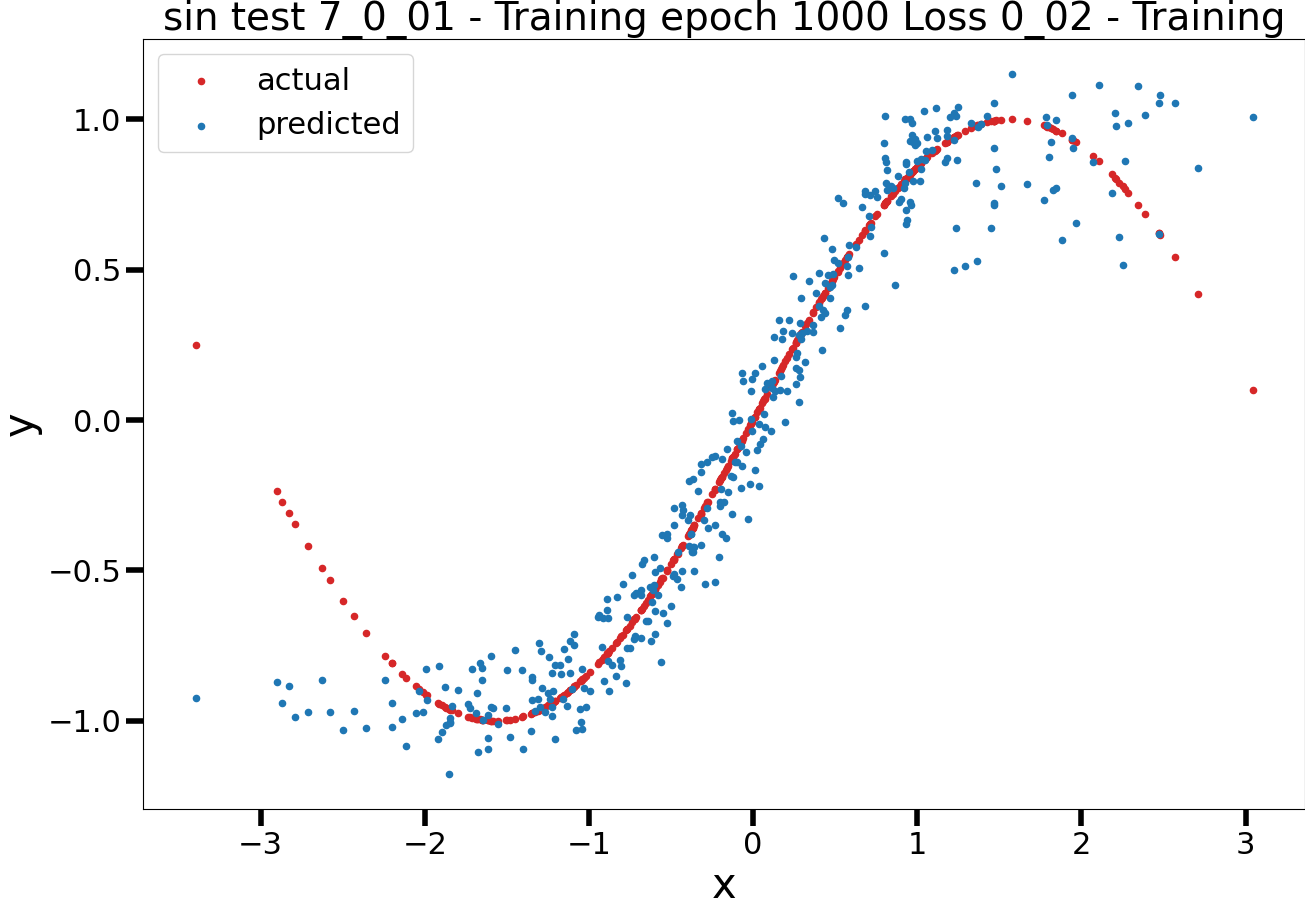 sin test 7_0_01 - Training epoch 1000 Loss 0_02 - Training
actual
predicted
1.0
0.5
0.0
−0.5
−1.0
y
−3 −2 −1 0 1 2 3
x